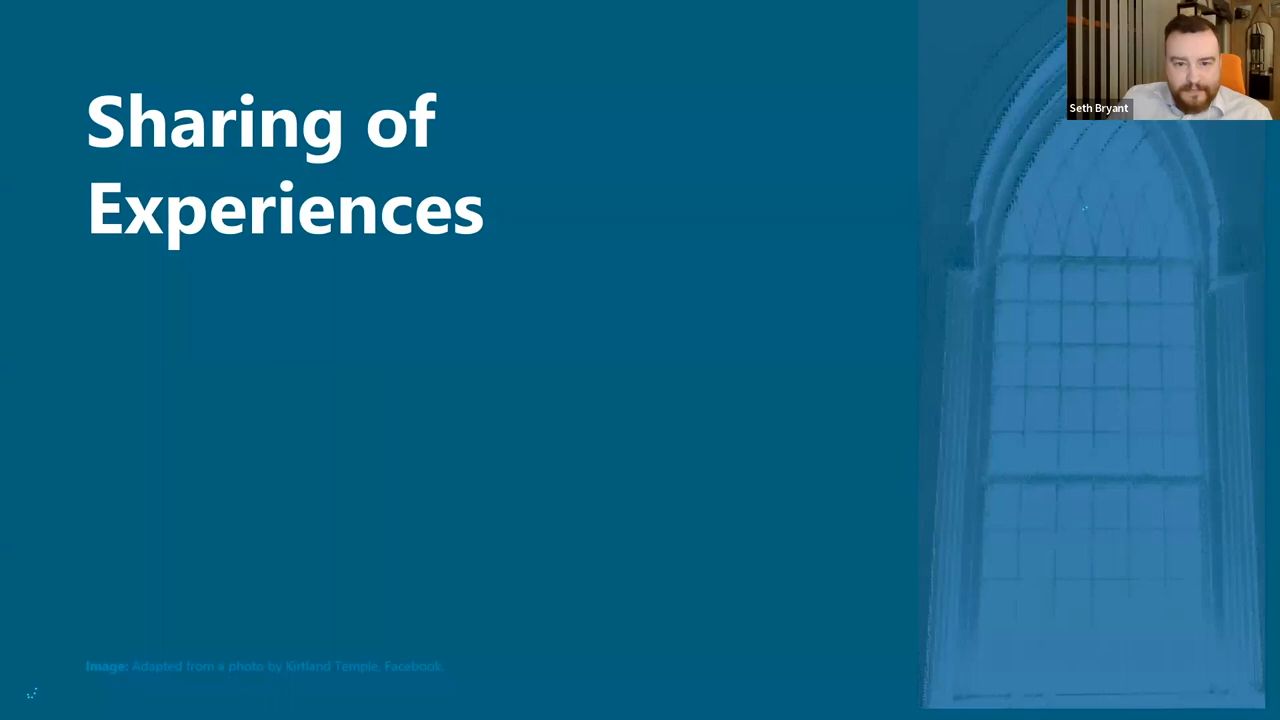 Sharing of
Experiences
Seth Bryant
Image: Adapted from a photo by Kirtland Temple, Facebook.